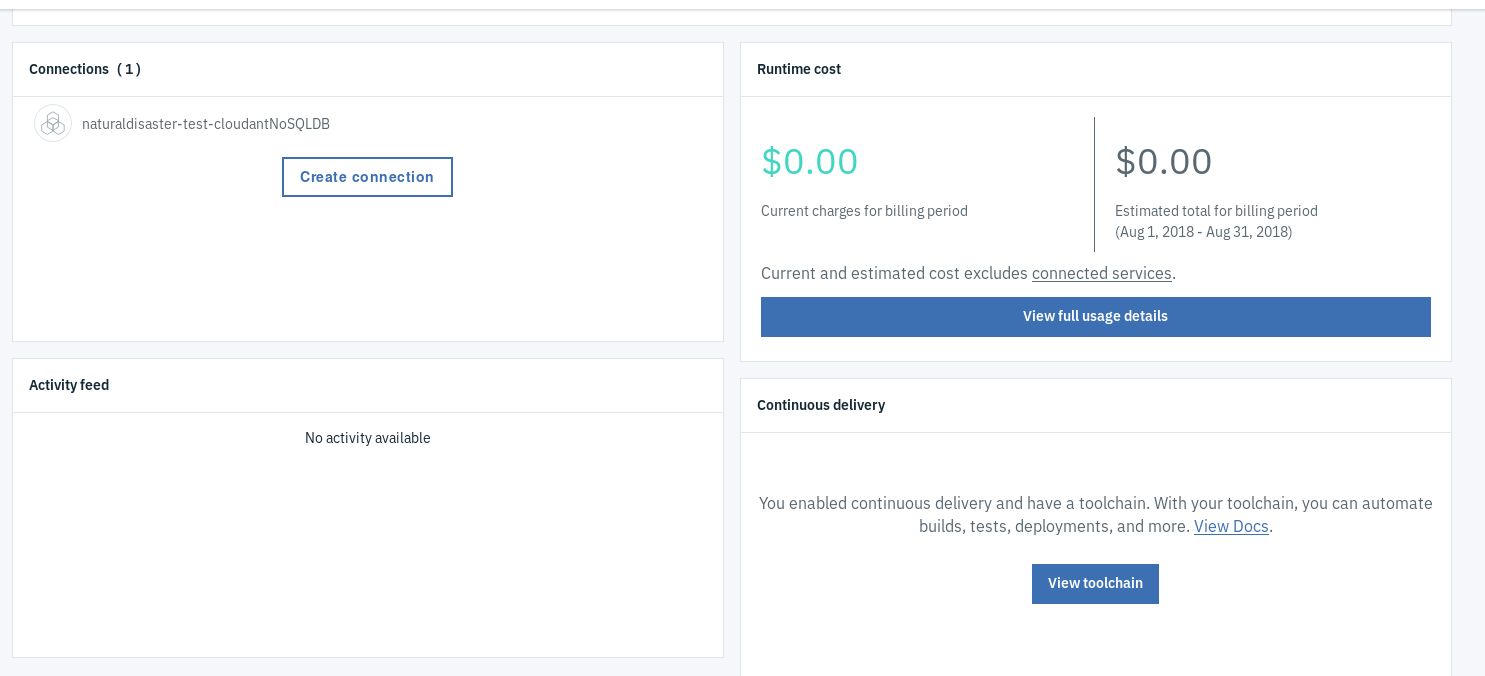 Connections (1)
naturaldisaster-test-cloudantNoSQLDB
Create connection
Activity feed
No activity available
Runtime cost
$0.00
Current charges for billing period
$0.00
Estimated total for billing period
(Aug 1, 2018 - Aug 31, 2018)
Current and estimated cost excludes connected services.
View full usage details
Continuous delivery
You enabled continuous delivery and have a toolchain. With your toolchain, you can automate
builds, tests, deployments, and more. View Docs.
View toolchain